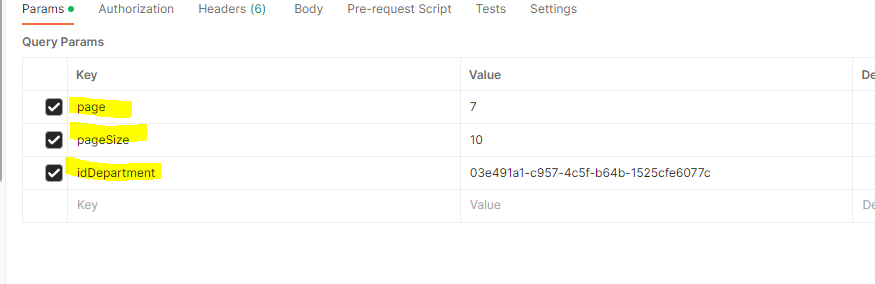 Params Authorization Headers (6) Body Pre-request Script Tests Settings
Query Params
Key Value De
page 7
pageSize 10
idDepartment 03e491a1-c957-4c5f-b64b-1525cfe6077c
Key Value De